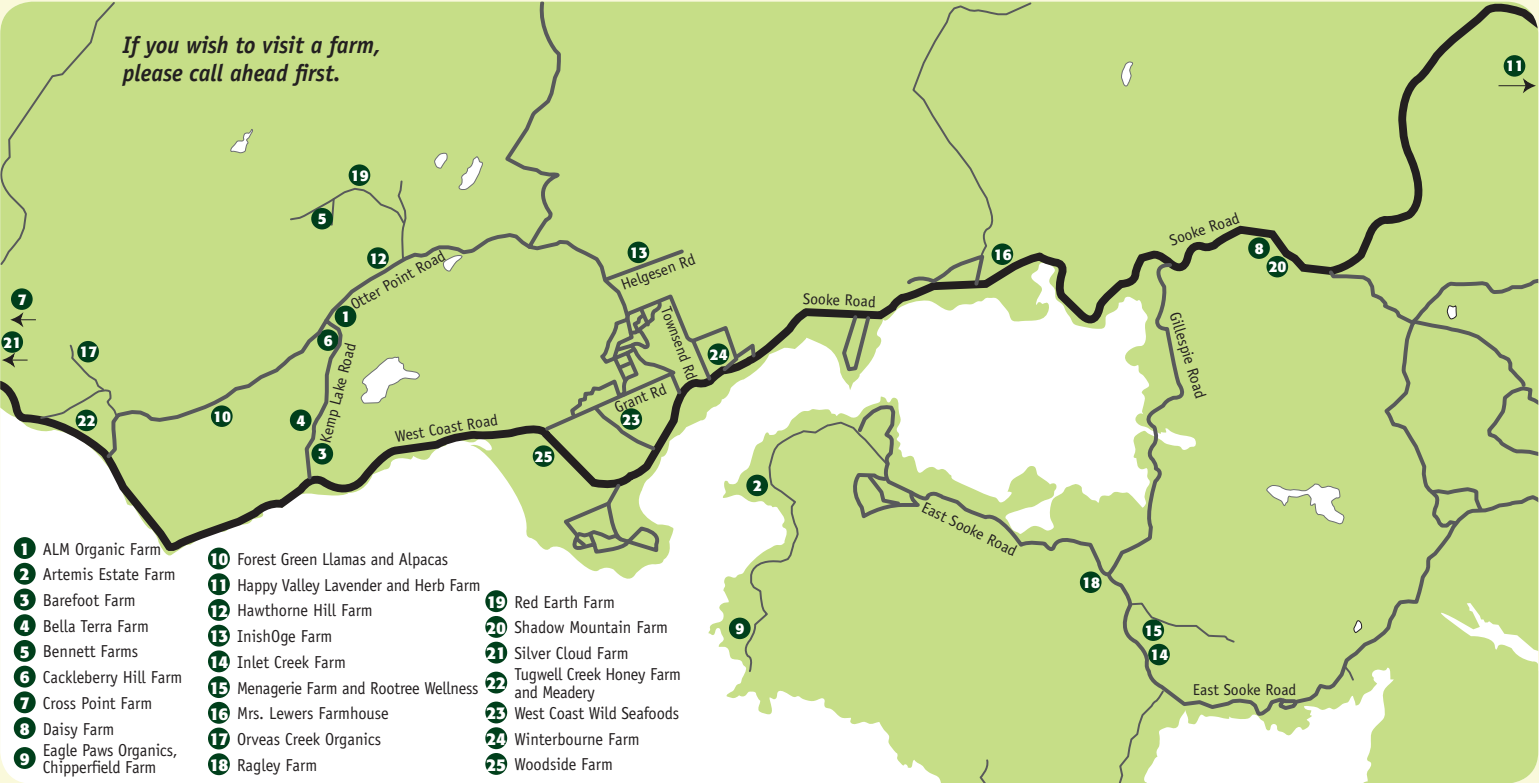 If you wish to visit a farm,
please call ahead first.
11
19
5
12
13
Otter Point Road
Helgesen Rd
16
Sooke Road
8
20
7
21
1
6
17
Sooke Road
Townsend Rd
24
Gillespie Road
Kemp Lake Road
22
10
4
3
West Coast Road
Grant Rd
23
25
2
East Sooke Road
18
9
15
14
East Sooke Road
1 ALM Organic Farm
2 Artemis Estate Farm
3 Barefoot Farm
4 Bella Terra Farm
5 Bennett Farms
6 Cackleberry Hill Farm
7 Cross Point Farm
8 Daisy Farm
9 Eagle Paws Organics,
Chipperfield Farm
10 Forest Green Llamas and Alpacas
11 Happy Valley Lavender and Herb Farm
12 Hawthorne Hill Farm
13 InishOge Farm
14 Inlet Creek Farm
15 Menagerie Farm and Rootree Wellness
16 Mrs. Lewers Farmhouse
17 Orveas Creek Organics
18 Ragley Farm
19 Red Earth Farm
20 Shadow Mountain Farm
21 Silver Cloud Farm
22 Tugwell Creek Honey Farm
and Meadery
23 West Coast Wild Seafoods
24 Winterbourne Farm
25 Woodside Farm